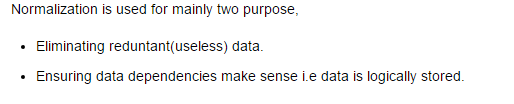 Normalization is used for mainly two purpose,
• Eliminating reduntant(useless) data.
• Ensuring data dependencies make sense i.e data is logically stored.